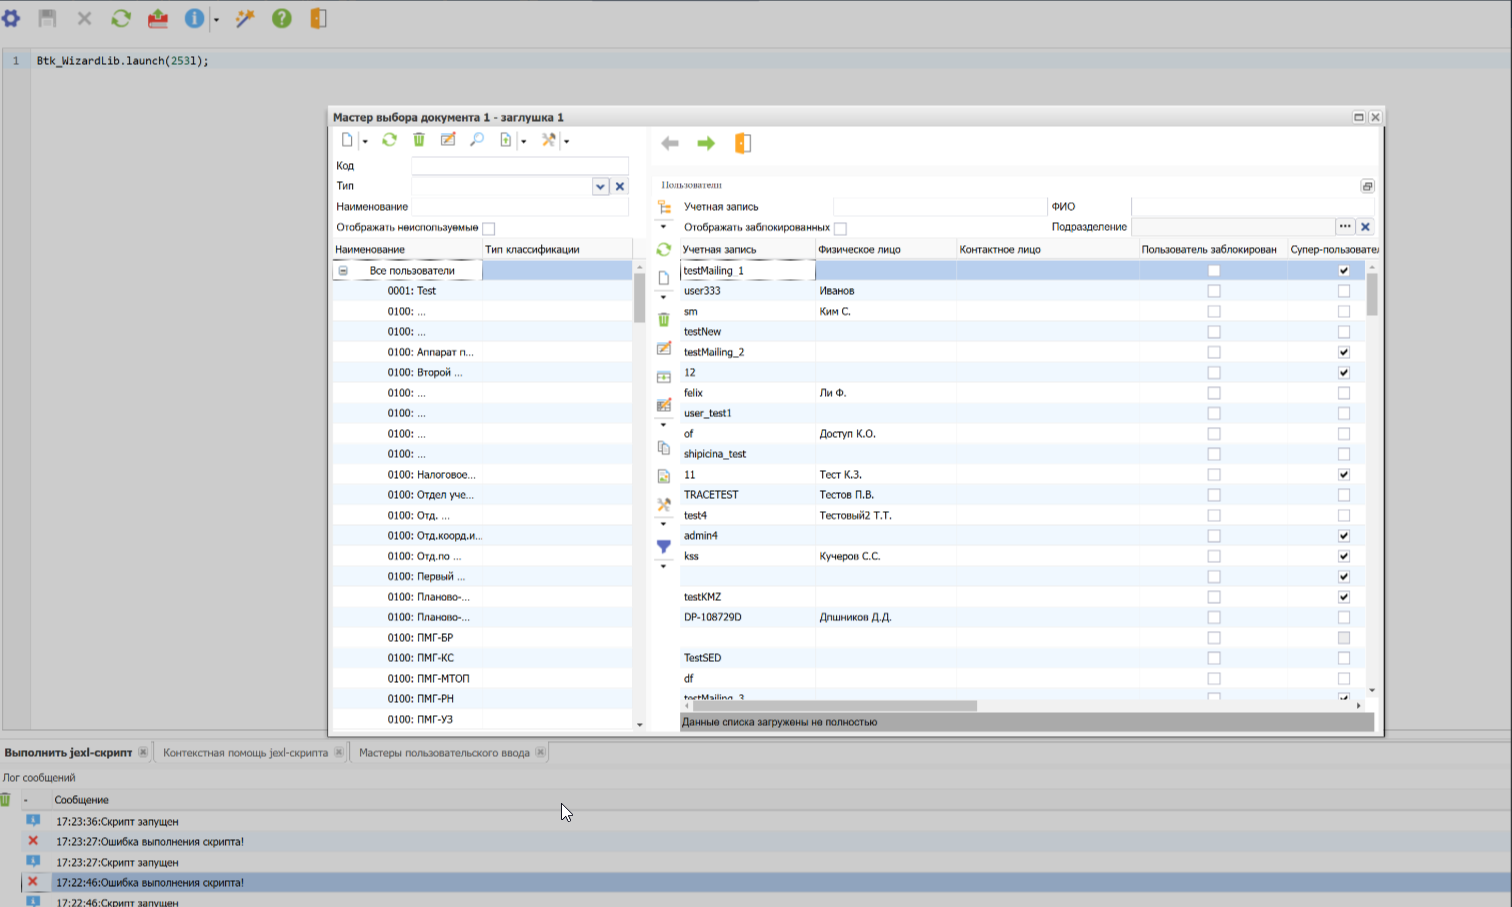 1 Btk_WizardLib.launch(253l);
Мастер выбора документа 1 - заглушка 1
Код
Тип
Наименование
Отображать неиспользуемые
Наименование Тип классификации
Все пользователи
0001: Test
0100: ...
0100: ...
0100: Аппарат п...
0100: Второй ...
0100: ...
0100: ...
0100: ...
0100: ...
0100: Налоговое...
0100: Отдел уче...
0100: Отд. ...
0100: Отд.коорд.и...
0100: Отд.по ...
0100: Первый ...
0100: Планово-...
0100: Планово-...
0100: ПМГ-БР
0100: ПМГ-КС
0100: ПМГ-МТОП
0100: ПМГ-РН
0100: ПМГ-УЗ
Пользователи
Учетная запись ФИО
Отображать заблокированных Подразделение
Учетная запись Физическое лицо Контактное лицо Пользователь заблокирован Супер-пользовате
testMailing_1
user333 Иванов
sm Ким С.
testNew
testMailing_2
12
felix Ли Ф.
user_test1
of Доступ К.О.
shipicina_test
11 Тест К.З.
TRACETEST Тестов П.В.
test4 Тестовый2 Т.Т.
admin4
kss Кучеров С.С.
testKMZ
DP-108729D Дпшников Д.Д.
TestSED
df
testMailing_3
Данные списка загружены не полностью
Выполнить jexl-скрипт Контекстная помощь jexl-скрипта Мастеры пользовательского ввода
Лог сообщений
- Сообщение
17:23:36:Скрипт запущен
17:23:27:Ошибка выполнения скрипта!
17:23:27:Скрипт запущен
17:22:46:Ошибка выполнения скрипта!
17:22:46:Скрипт запущен